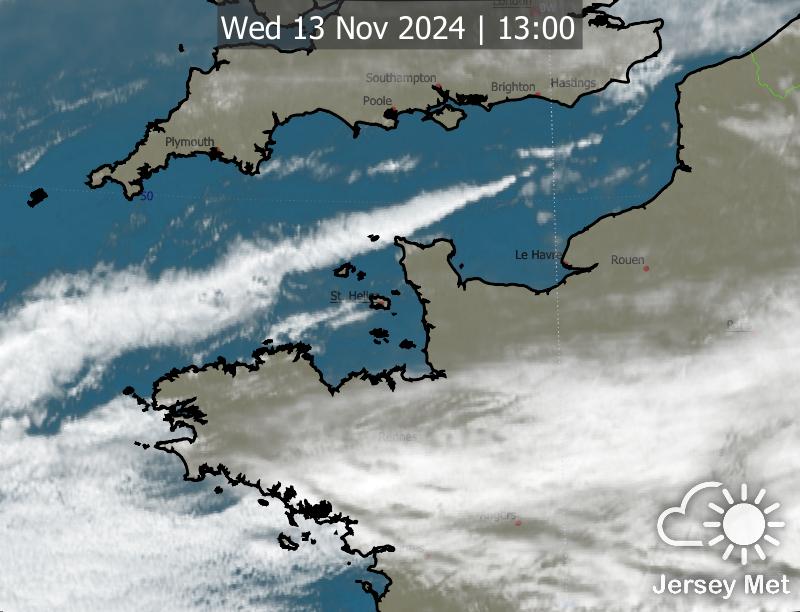 London
Wed 13 Nov 2024 | 13:00
Southampton
Brighton
Hastings
Poole
Plymouth
50
Le Havre
Rouen
St. Helier
Rennes
Angers
Jersey Met